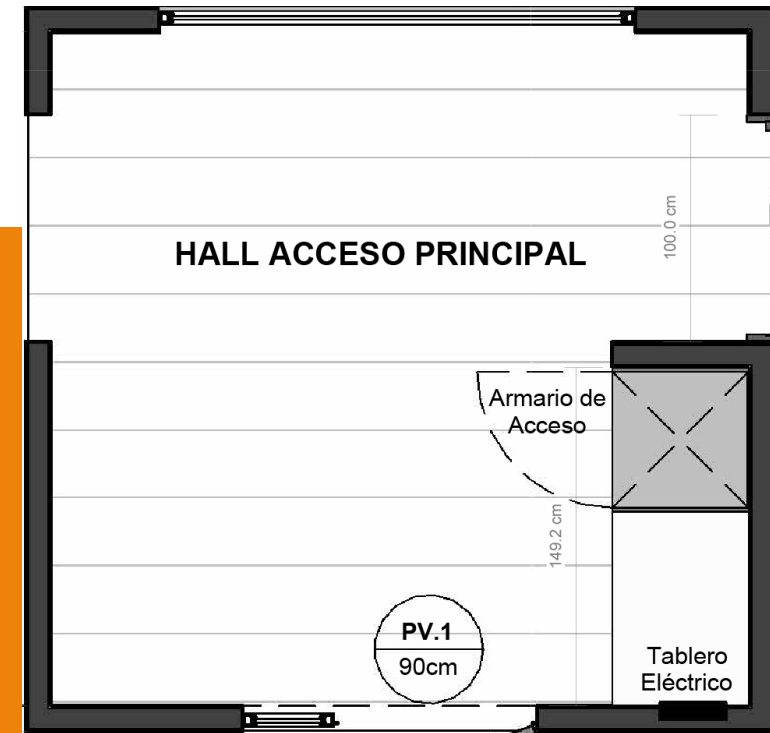 HALL ACCESO PRINCIPAL
100.0 cm
Armario de
Acceso
149.2 cm
PV.1
90cm
Tablero
Eléctrico